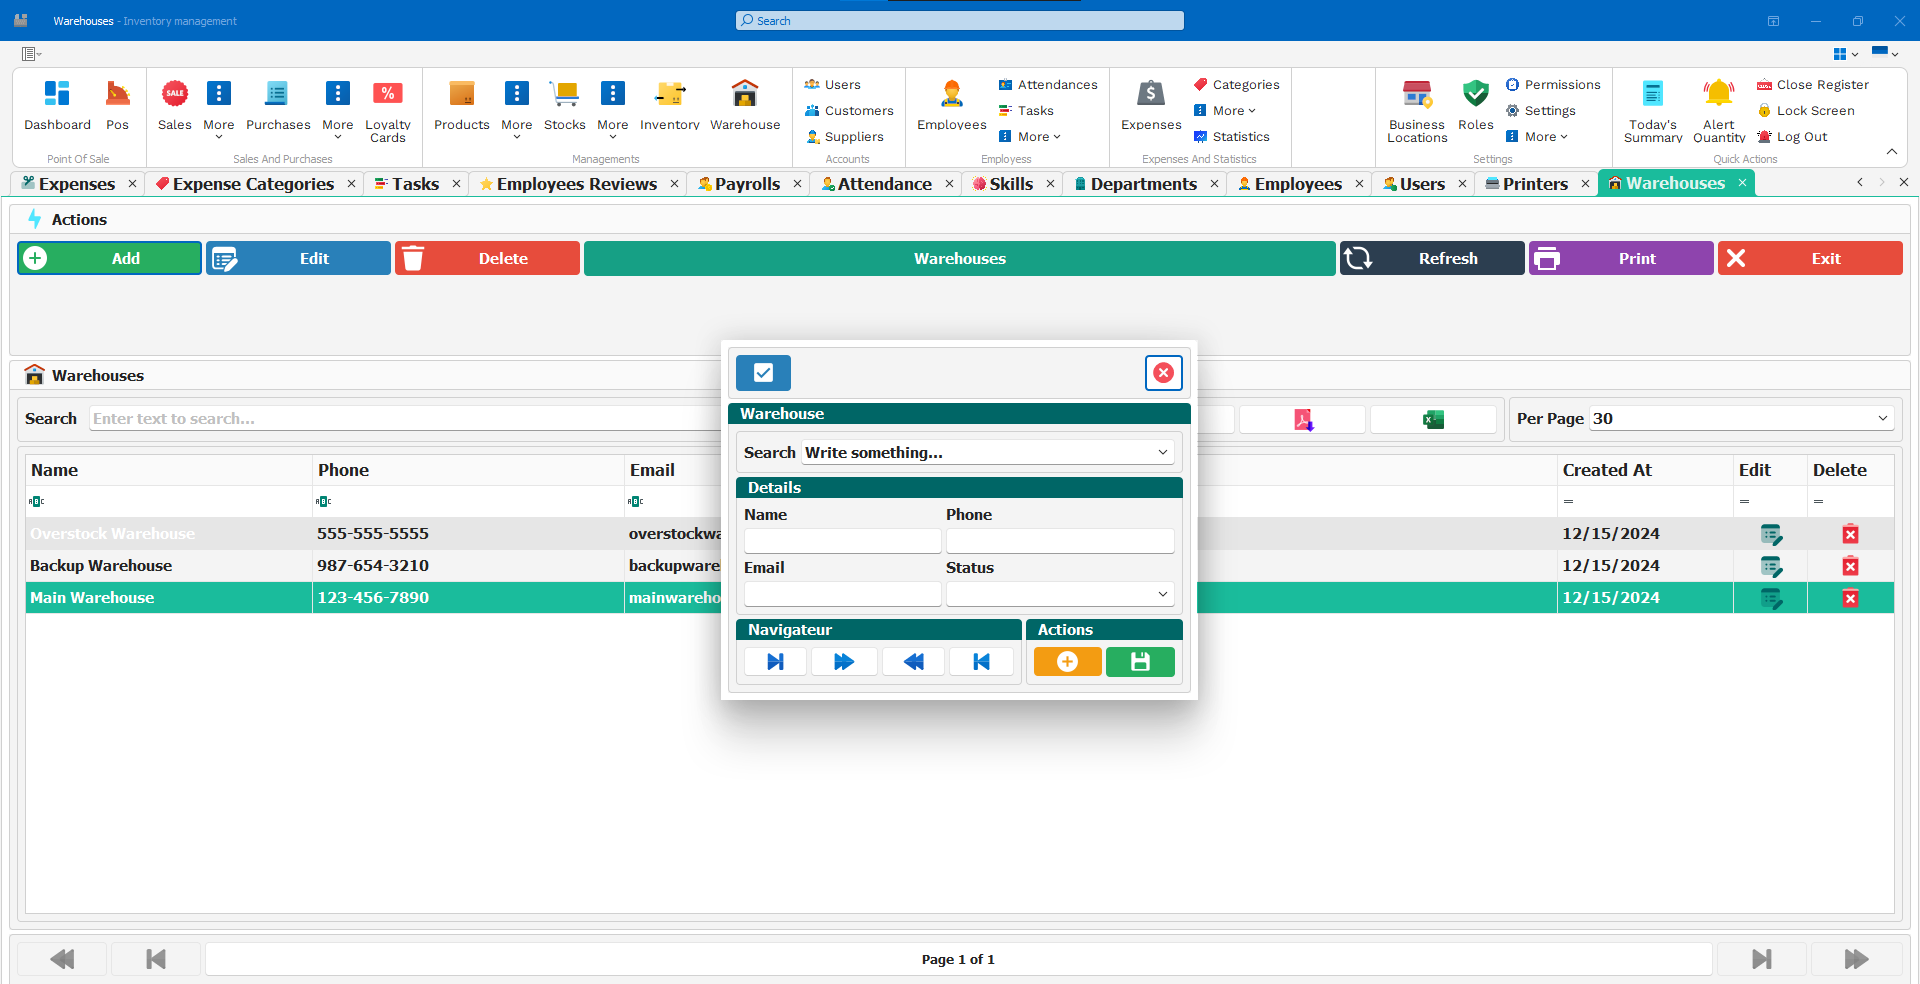 Warehouses - Inventory management
Search
Dashboard
Pos
Point Of Sale
Sales
More
Purchases
More
Loyalty
Cards
Sales And Purchases
Products
More
Stocks
More
Inventory
Warehouse
Managements
Users
Customers
Suppliers
Accounts
Employees
Attendances
Tasks
More
Employess
Expenses
Categories
More
Statistics
Expenses And Statistics
Business
Locations
Roles
Permissions
Settings
More
Settings
Today's
Summary
Alert
Quantity
Close Register
Lock Screen
Log Out
Quick Actions
Expenses
Expense Categories
Tasks
Employees Reviews
Payrolls
Attendance
Skills
Departments
Employees
Users
Printers
Warehouses
Actions
Add
Edit
Delete
Warehouses
Refresh
Print
Exit
Warehouses
Search Enter text to search...
Per Page 30
Name Phone Email Created At Edit Delete
Overstock Warehouse 555-555-5555 overstockwa 12/15/2024
Backup Warehouse 987-654-3210 backupware 12/15/2024
Main Warehouse 123-456-7890 mainwareho 12/15/2024
Warehouse
Search Write something...
Details
Name Phone
Email Status
Navigateur
Actions
Page 1 of 1